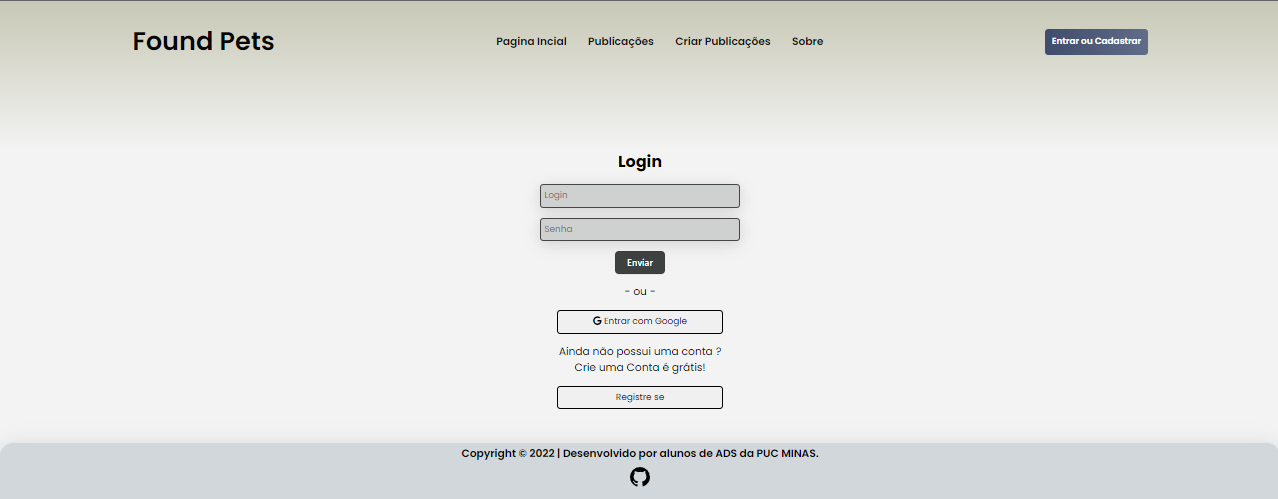 Found Pets
Pagina Incial
Publicações
Criar Publicações
Sobre
Entrar ou Cadastrar
Login
Login
Senha
Enviar
- ou -
Entrar com Google
Ainda não possui uma conta ?
Crie uma Conta é grátis!
Registre se
Copyright © 2022 | Desenvolvido por alunos de ADS da PUC MINAS.